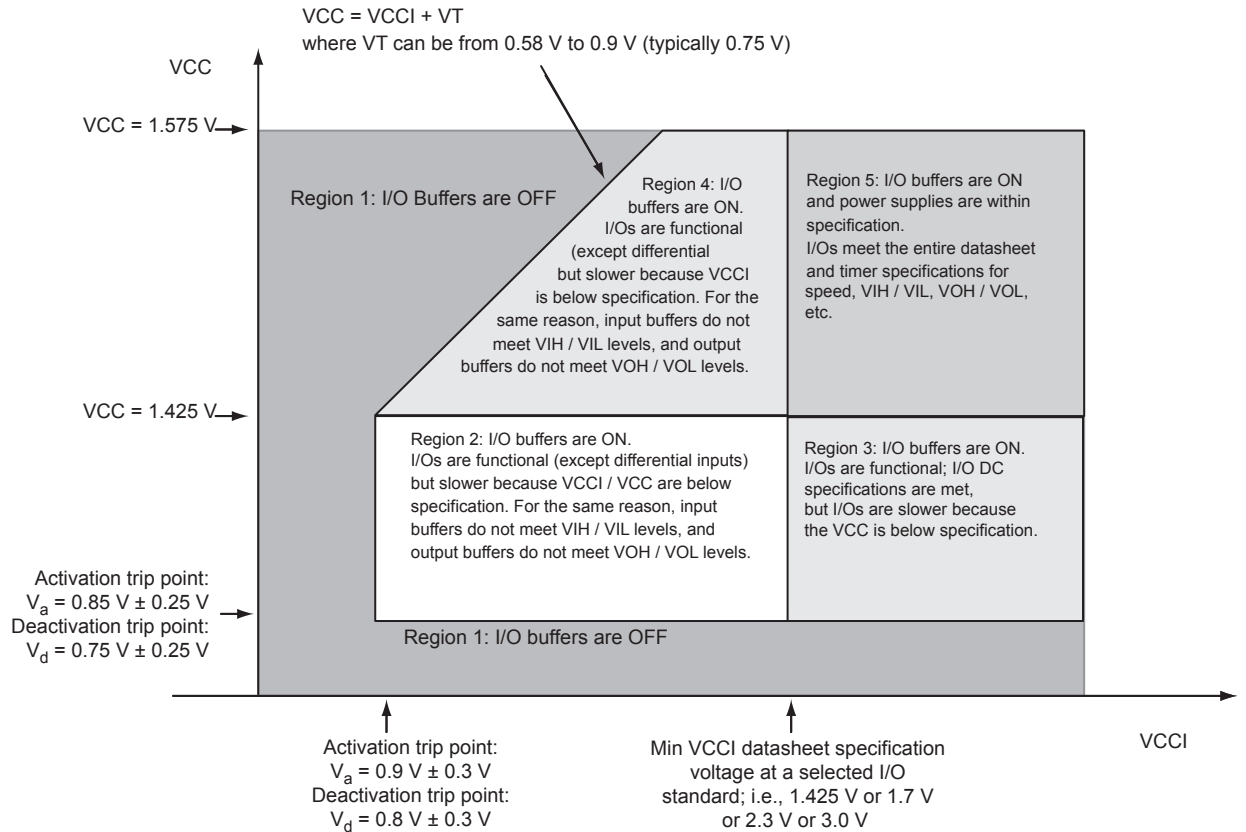 VCC = VCCI + VT
where VT can be from 0.58 V to 0.9 V (typically 0.75 V)
VCC
VCC = 1.575 V
Region 1: I/O Buffers are OFF
Region 4: I/O
buffers are ON.
I/Os are functional
(except differential
but slower because VCCI
is below specification. For the
same reason, input buffers do not
meet VIH / VIL levels, and output
buffers do not meet VOH / VOL levels.
Region 5: I/O buffers are ON
and power supplies are within
specification.
I/Os meet the entire datasheet
and timer specifications for
speed, VIH / VIL, VOH / VOL,
etc.
VCC = 1.425 V
Region 2: I/O buffers are ON.
I/Os are functional (except differential inputs)
but slower because VCCI / VCC are below
specification. For the same reason, input
buffers do not meet VIH / VIL levels, and
output buffers do not meet VOH / VOL levels.
Region 3: I/O buffers are ON.
I/Os are functional; I/O DC
specifications are met,
but I/Os are slower because
the VCC is below specification.
Activation trip point:
Va = 0.85 V ± 0.25 V
Deactivation trip point:
Vd = 0.75 V ± 0.25 V
Region 1: I/O buffers are OFF
Activation trip point:
Va = 0.9 V ± 0.3 V
Deactivation trip point:
Vd = 0.8 V ± 0.3 V
Min VCCI datasheet specification
voltage at a selected I/O
standard; i.e., 1.425 V or 1.7 V
or 2.3 V or 3.0 V
VCCI